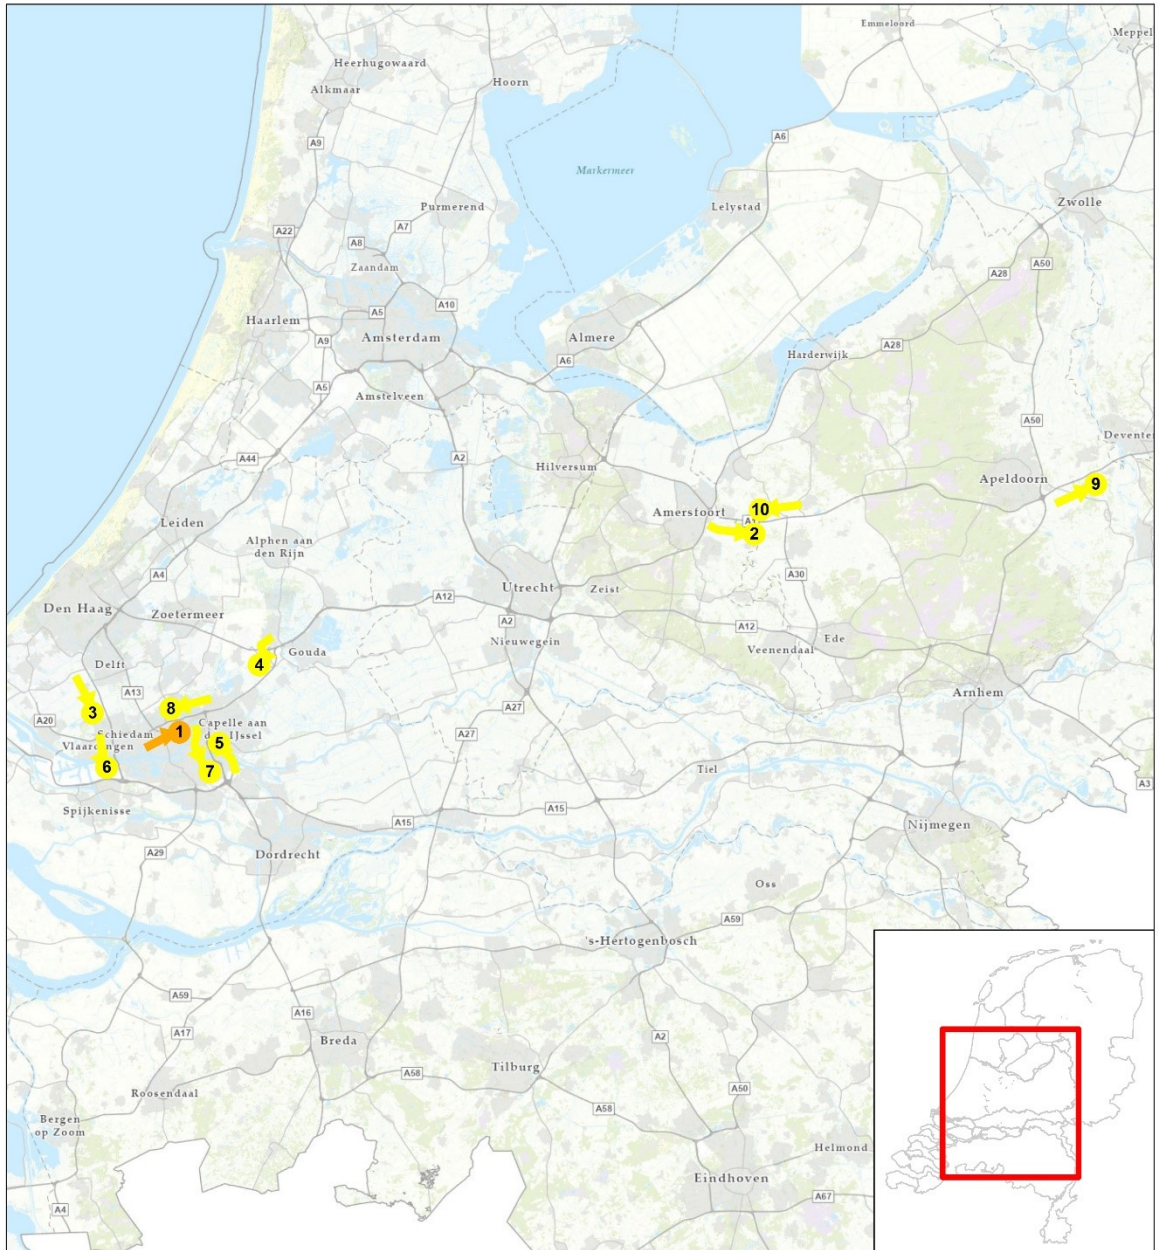 Emmeloord
Meppel
Heerhugowaard
Hoorn
Alkmaar
A6
A9
Markermeer
Lelystad
Zwolle
Purmerend
A7
A22
A8
Zaandam
A50
A28
A10
A5
Haarlem
Amsterdam
Almere
A9
A28
Harderwijk
A6
A5
Amstelveen
A50
Deventer
A2
A44
Hilversum
Apeldoorn
9
Leiden
10
Amersfoort
2
Alphen aan
den Rijn
A4
A30
Utrecht
Zeist
A12
Den Haag
Zoetermeer
A2
A12
Ede
Nieuwegein
Veenendaal
Gouda
4
Delft
A13
Arnhem
8
A27
3
A20
Capelle aan
den IJssel
Schiedam
1
A27
5
Vlaardingen
6
7
Tiel
A3
A15
Spijkenisse
A15
Nijmegen
A29
Dordrecht
Oss
A59
's-Hertogenbosch
A59
A16
A17
A2
Breda
Tilburg
A58
A50
Roosendaal
A58
Bergen
op Zoom
Helmond
Eindhoven
A67
A4